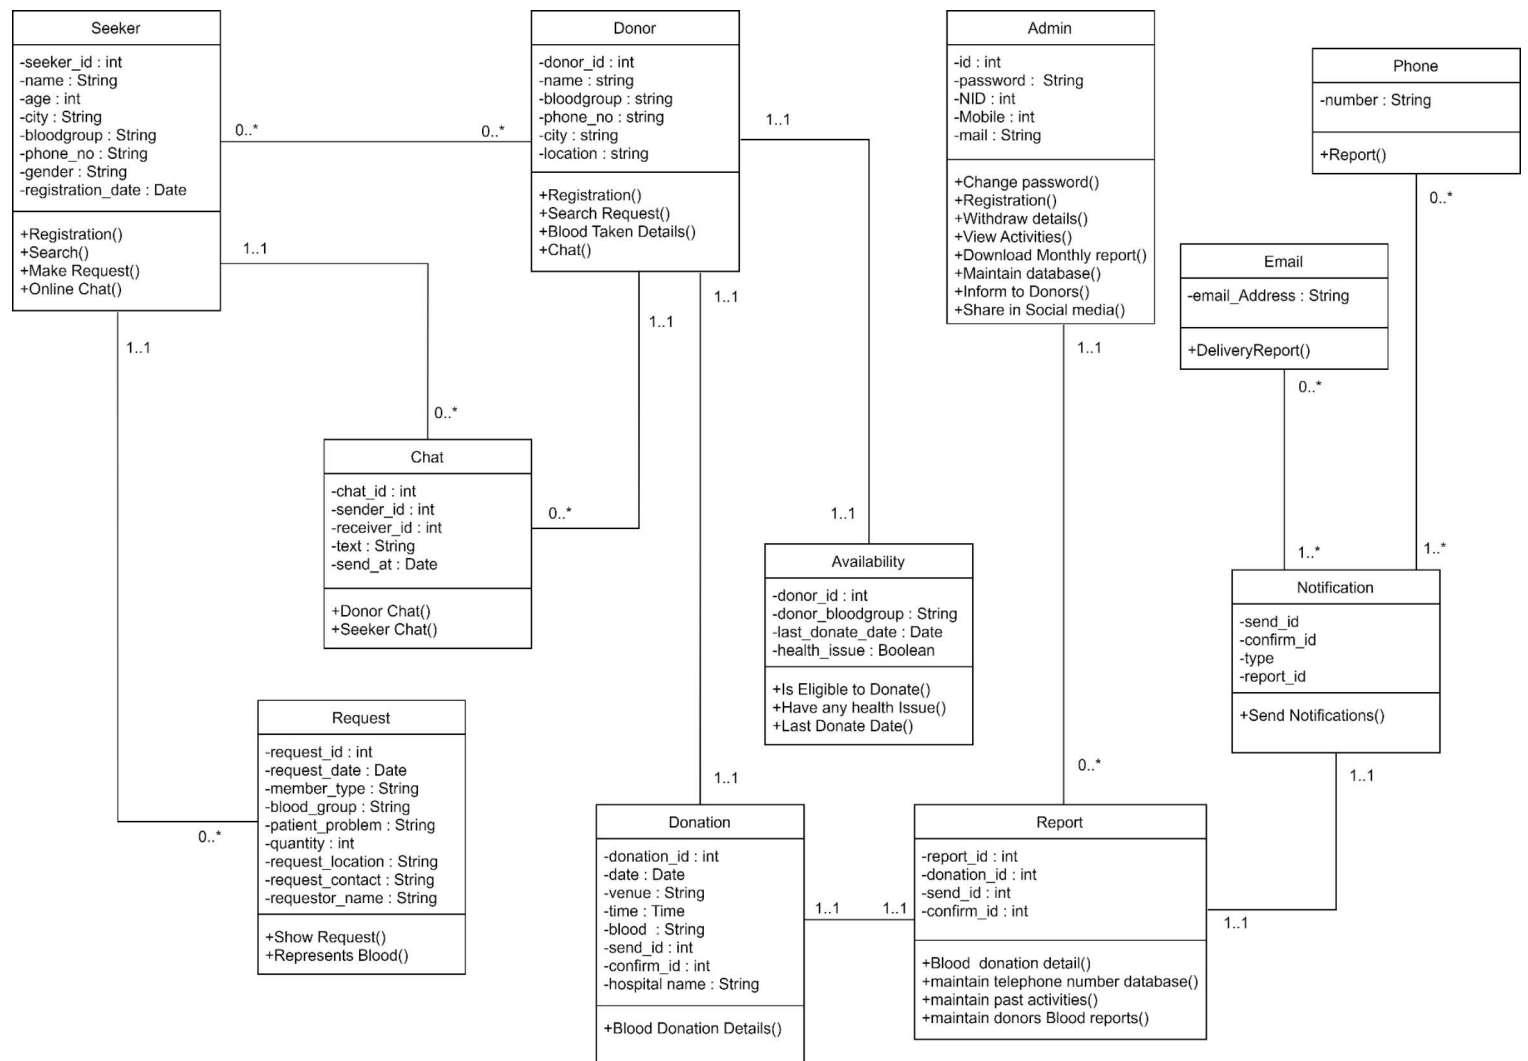 Seeker
-seeker_id : int
-name : String
-age : int
-city : String
-bloodgroup : String
-phone_no : String
-gender : String
-registration_date : Date
+Registration()
+Search()
+Make Request()
+Online Chat()
0..*
0..*
1..1
0..*
1..1
0..*
Donor
-donor_id : int
-name : string
-bloodgroup : string
-phone_no : string
-city : string
-location : string
+Registration()
+Search Request()
+Blood Taken Details()
+Chat()
1..1
1..1
1..1
1..1
0..*
1..1
Admin
-id : int
-password :  String
-NID : int
-Mobile : int
-mail : String
+Change password()
+Registration()
+Withdraw details()
+View Activities()
+Download Monthly report()
+Maintain database()
+Inform to Donors()
+Share in Social media()
1..1
0..*
Phone
-number : String
+Report()
0..*
1..*
Email
-email_Address : String
+DeliveryReport()
0..*
1..*
Chat
-chat_id : int
-sender_id : int
-receiver_id : int
-text : String
-send_at : Date
+Donor Chat()
+Seeker Chat()
Availability
-donor_id : int
-donor_bloodgroup : String
-last_donate_date : Date
-health_issue : Boolean
+Is Eligible to Donate()
+Have any health Issue()
+Last Donate Date()
Notification
-send_id
-confirm_id
-type
-report_id
+Send Notifications()
1..1
1..1
Request
-request_id : int
-request_date : Date
-member_type : String
-blood_group : String
-patient_problem : String
-quantity : int
-request_location : String
-request_contact : String
-requestor_name : String
+Show Request()
+Represents Blood()
Donation
-donation_id : int
-date : Date
-venue : String
-time : Time
-blood  : String
-send_id : int
-confirm_id : int
-hospital name : String
+Blood Donation Details()
1..1
1..1
Report
-report_id : int
-donation_id : int
-send_id : int
-confirm_id : int
+Blood  donation detail()
+maintain telephone number database()
+maintain past activities()
+maintain donors Blood reports()